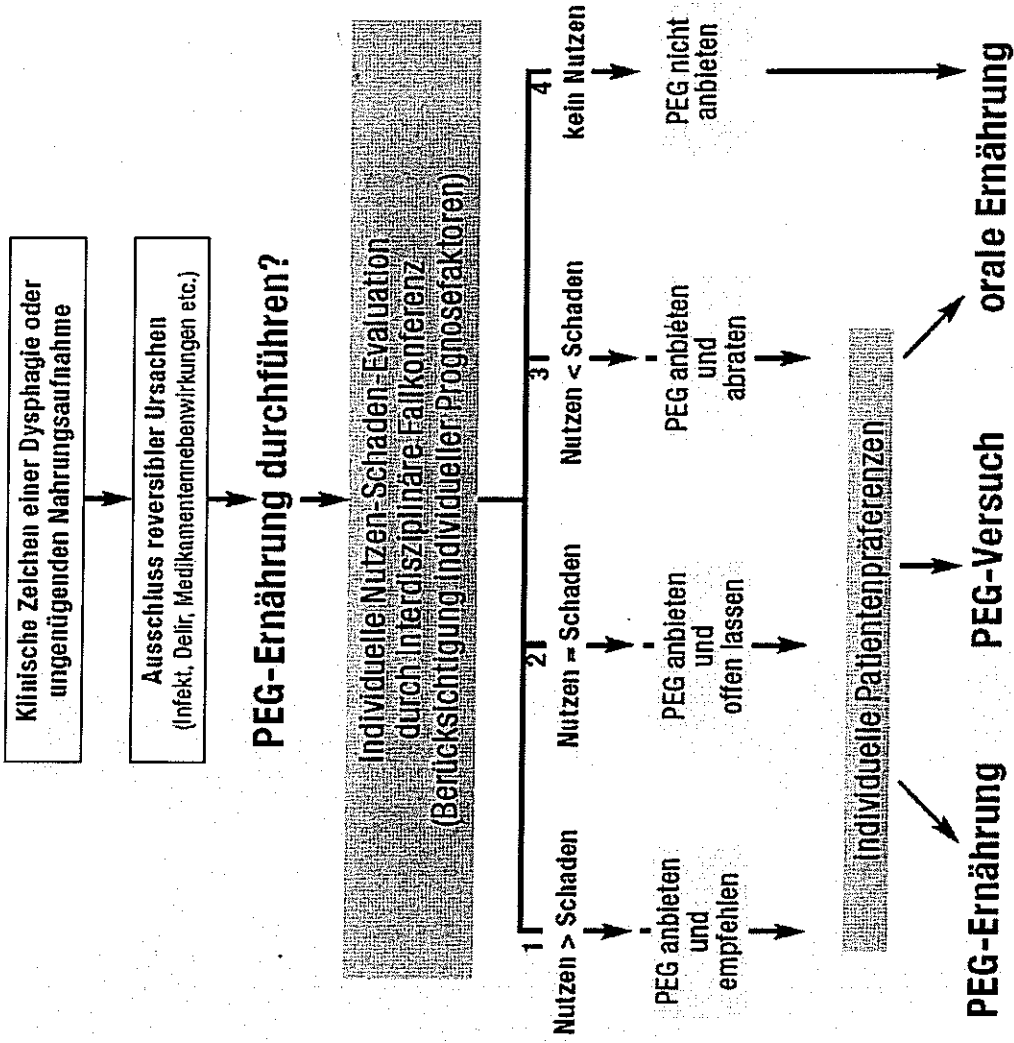 Klinische Zeichen einer Dysphagie oder
ungenügenden Nahrungsaufnahme
Ausschluss reversibler Ursachen
(Infekt, Delir, Medikamentennebenwirkungen etc.)
PEG-Ernährung durchführen?
Individuelle Nutzen-Schaden-Evaluation
durch Interdisziplinäre Fallkonferenz
(Berücksichtigung Individueller Prognosefaktoren)
1
Nutzen > Schaden
PEG anbieten
und
empfehlen
2
Nutzen = Schaden
PEG anbieten
und
offen lassen
3
Nutzen < Schaden
PEG anbieten
und
abraten
4
kein Nutzen
PEG nicht
anbieten
Individuelle Patientenpräferenzen
PEG-Ernährung
PEG-Versuch
orale Ernährung